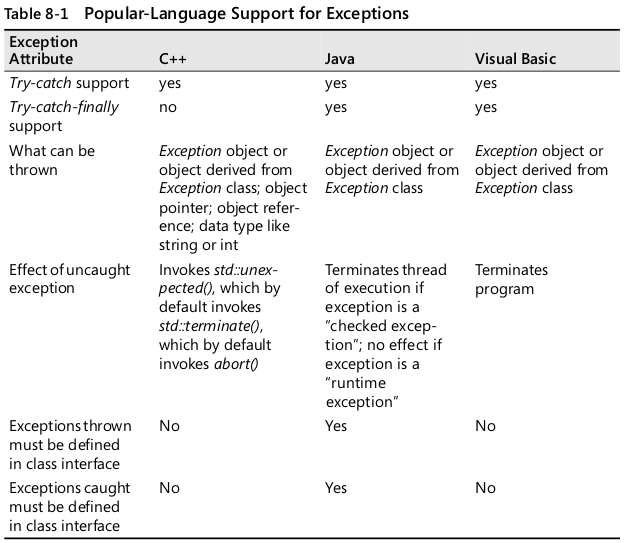 Table 8-1 Popular-Language Support for Exceptions
Exception
Attribute C++ Java Visual Basic
Try-catch support yes yes yes
Try-catch-finally no yes yes
support
What can be Exception object or Exception object or Exception object or
thrown object derived from object derived from object derived from
Exception class; object Exception class Exception class
pointer; object refer-
ence; data type like
string or int
Effect of uncaught Invokes std::unex- Terminates thread Terminates
exception pected(), which by of execution if program
default invokes exception is a
std::terminate(), “checked excep-
which by default tion”; no effect if
invokes abort() exception is a
“runtime
exception”
Exceptions thrown No Yes No
must be defined
in class interface
Exceptions caught No Yes No
must be defined
in class interface